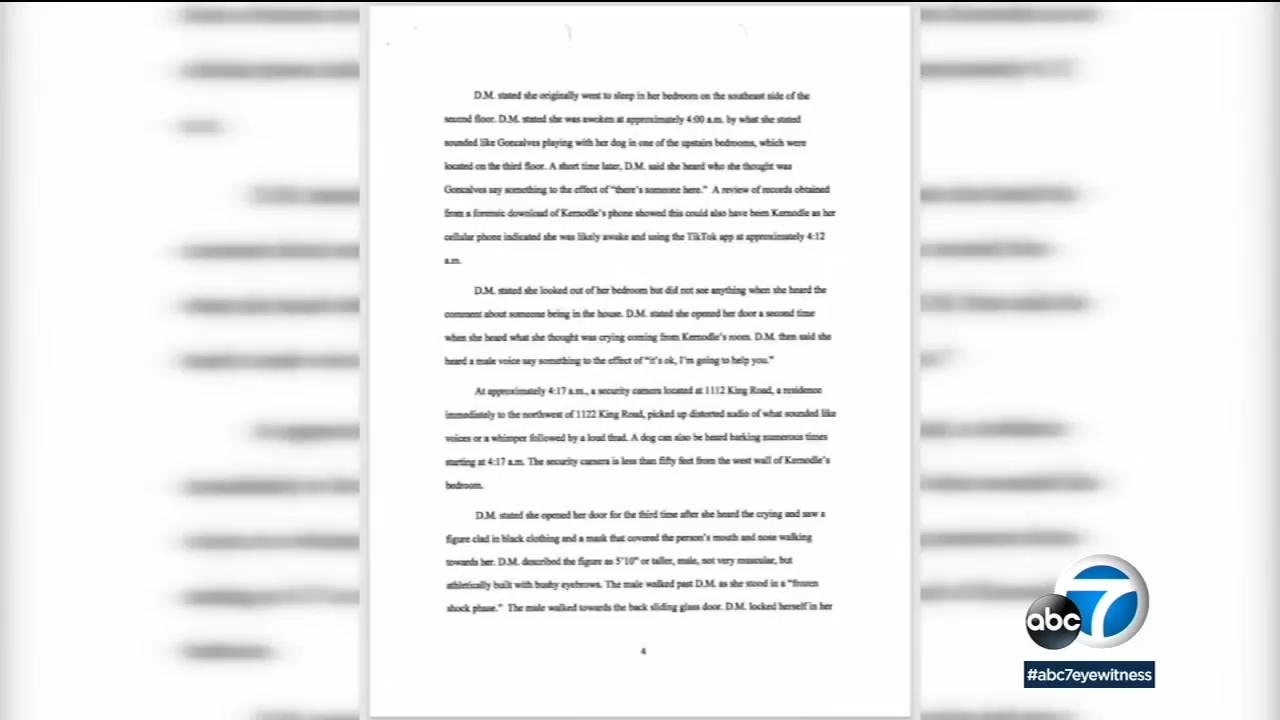 D.M. stated she originally went to sleep in her bedroom on the southeast side of the
second floor. D.M. stated she was awoken at approximately 4:00 a.m. by what she stated
sounded like Goncalves playing with her dog in one of the upstairs bedrooms, which were
located on the third floor. A short time later, D.M. said she heard who she thought was
Goncalves say something to the effect of "there's someone here." A review of records obtained
from a forensic download of Kernodle's phone showed this could also have been Kernodle as her
cellular phone indicated she was likely awake and using the TikTok app at approximately 4:12
a.m.
D.M. stated she looked out of her bedroom but did not see anything when she heard the
comment about someone being in the house. D.M. stated she opened her door a second time
when she heard what she thought was crying coming from Kernodle's room. D.M. then said she
heard a male voice say something to the effect of "it's ok, I'm going to help you."
At approximately 4:17 a.m., a security camera located at 1112 King Road, a residence
immediately to the northwest of 1122 King Road, picked up distorted audio of what sounded like
voices or a whimper followed by a loud thud. A dog can also be heard barking numerous times
starting at 4:17 a.m. The security camera is less than fifty feet from the west wall of Kernodle's
bedroom.
D.M. stated she opened her door for the third time after she heard the crying and saw a
figure clad in black clothing and a mask that covered the person's mouth and nose walking
towards her. D.M. described the figure as 5'10" or taller, male, not very muscular, but
athletically built with bushy eyebrows. The male walked past D.M. as she stood in a "frozen
shock phase." The male walked towards the back sliding glass door. D.M. locked herself in her
4
abc 7
#abc7eyewitness